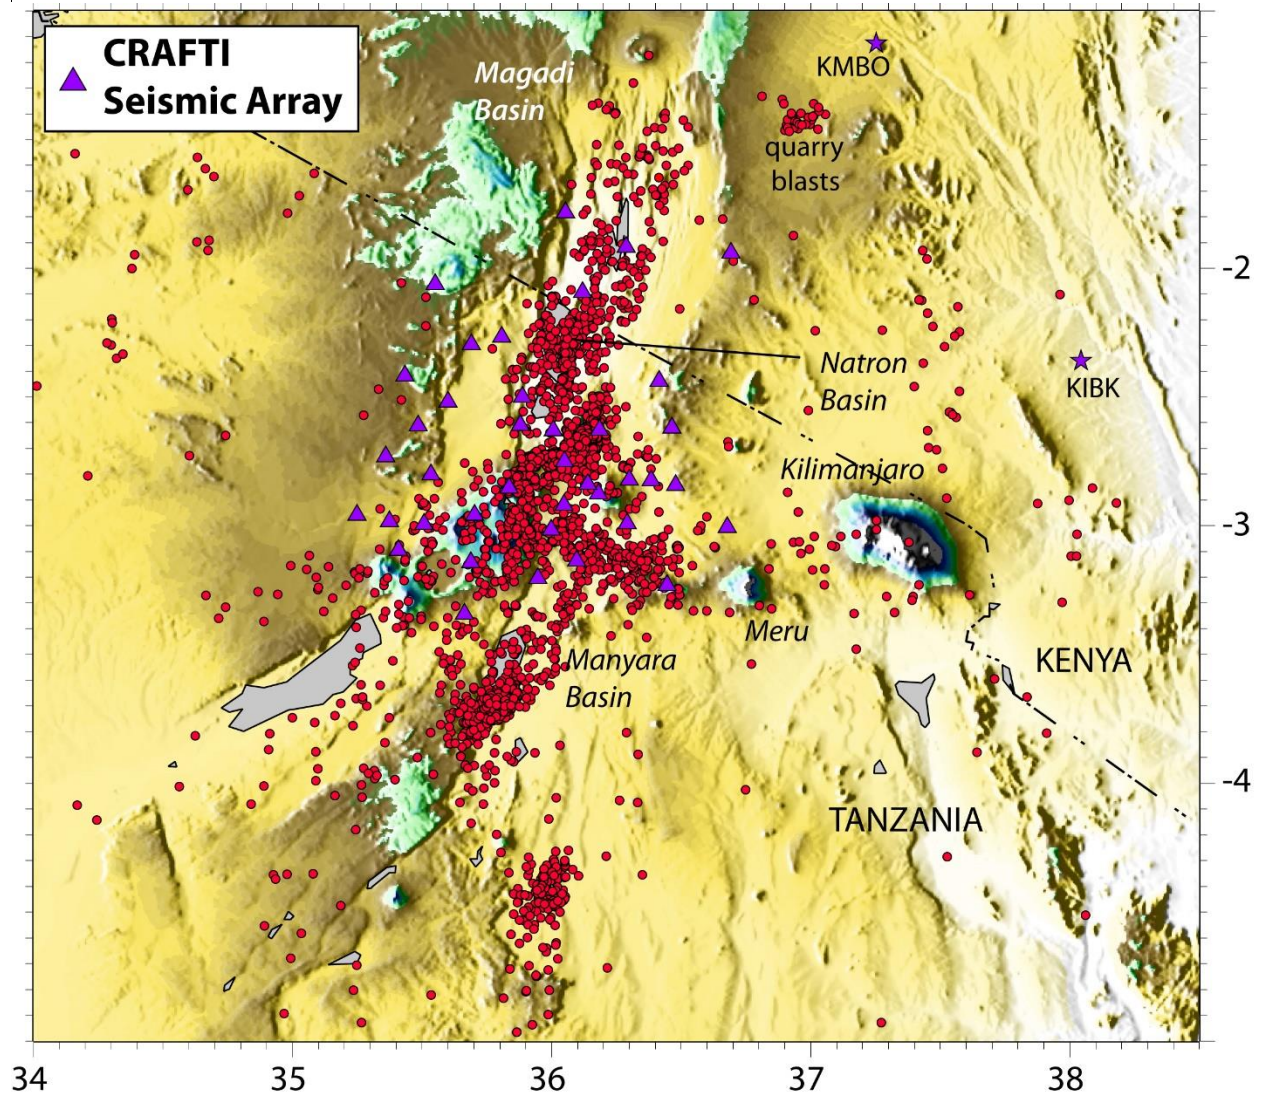 CRAFTI
Seismic Array
Magadi
Basin
KMBO
quarry
blasts
-2
Natron
Basin
KIBK
Kilimanjaro
-3
Meru
Manyara
Basin
KENYA
-4
TANZANIA
34
35
36
37
38